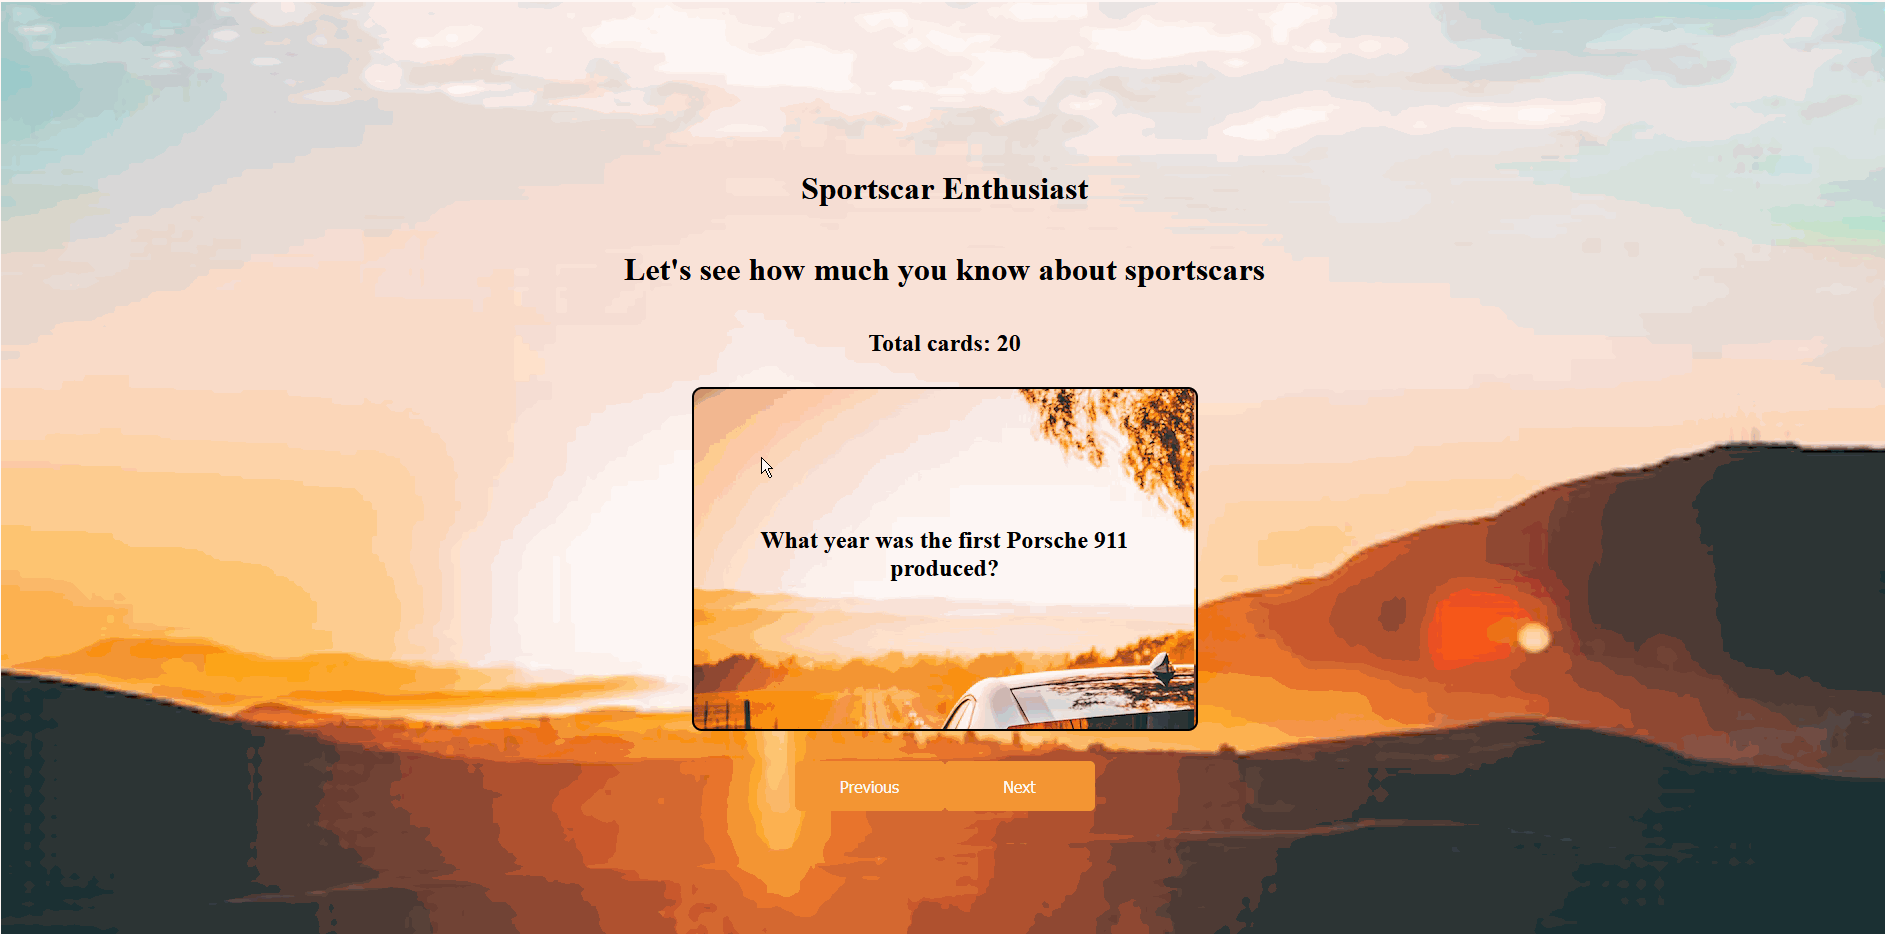 Sportscar Enthusiast
Let's see how much you know about sportscars
Total cards: 20
What year was the first Porsche 911
produced?
Previous
Next